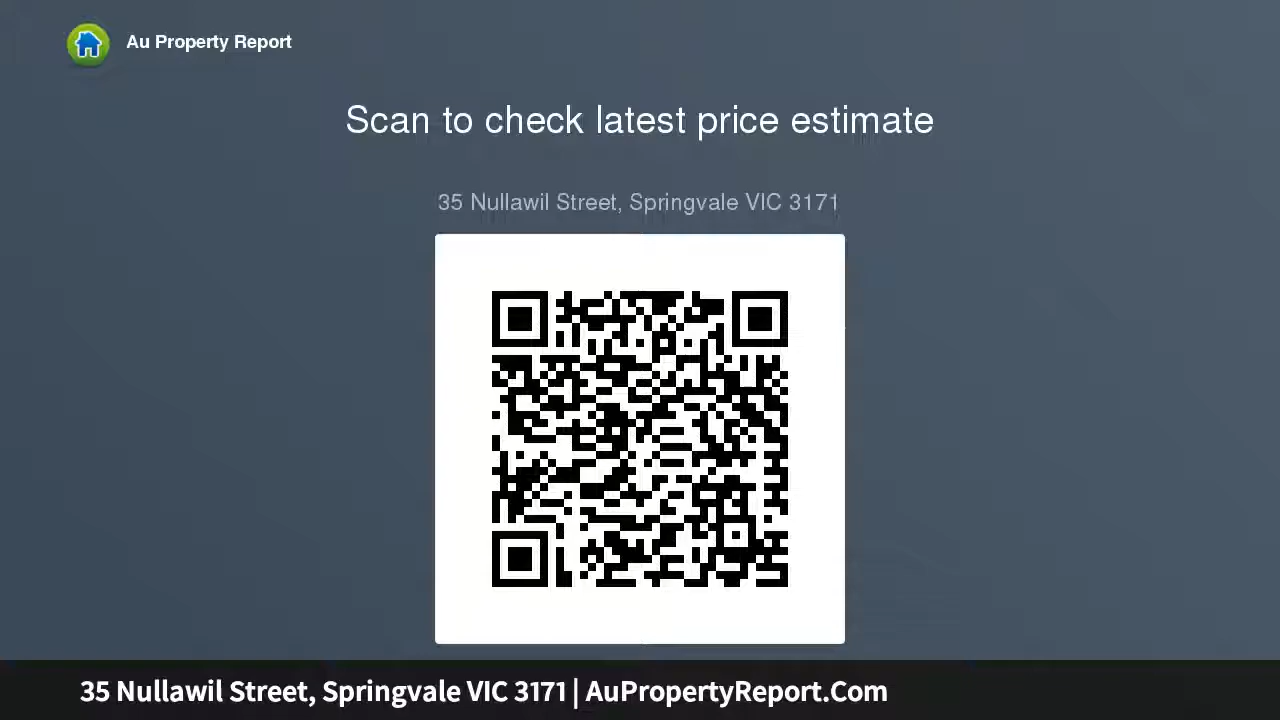 Au Property Report
Scan to check latest price estimate
35 Nullawil Street, Springvale VIC 3171
35 Nullawil Street, Springvale VIC 3171 | AuPropertyReport.Com